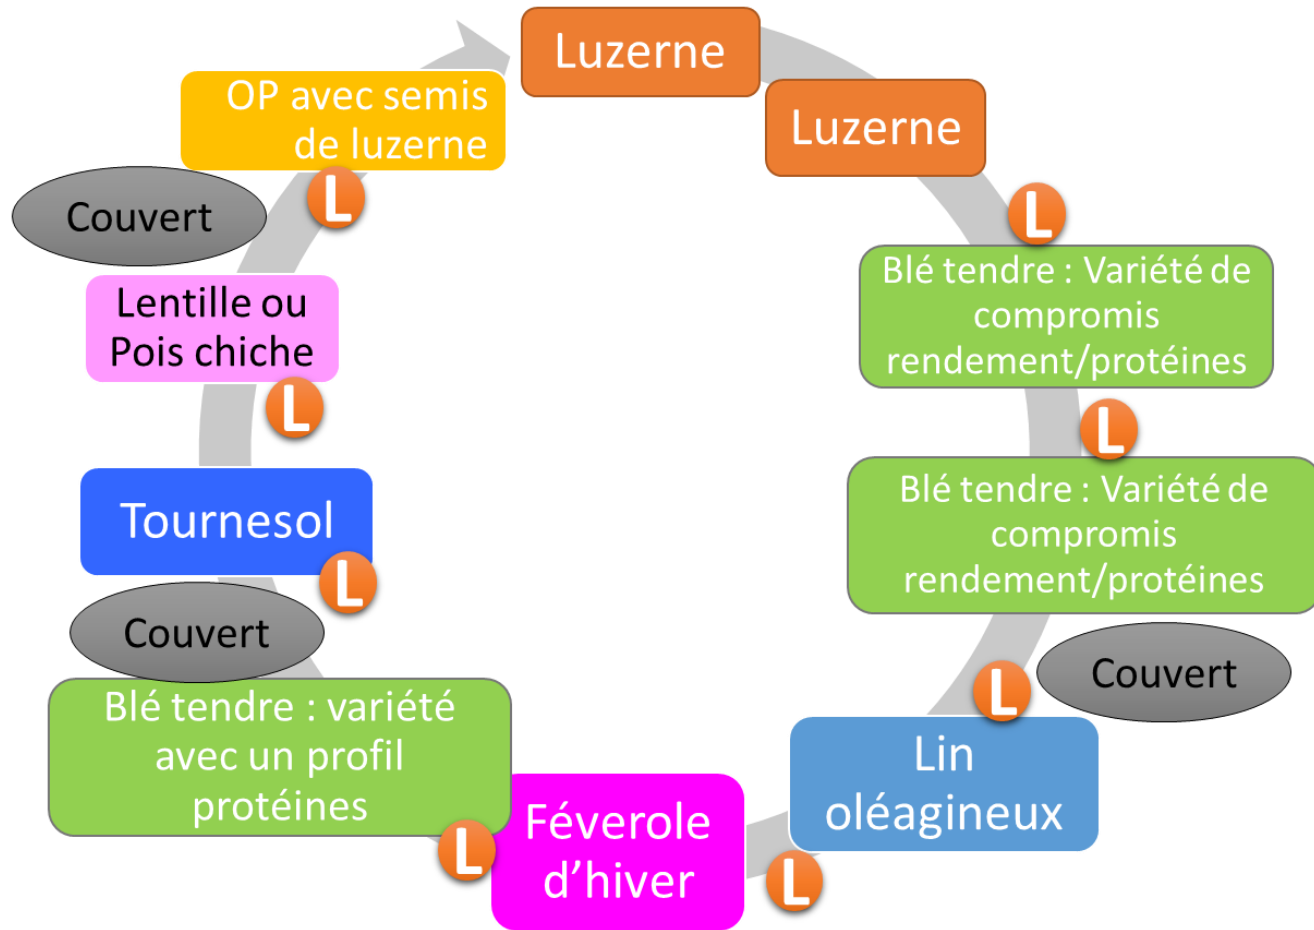 Luzerne
Luzerne
L
Blé tendre : Variété de
compromis
rendement/protéines
L
Blé tendre : Variété de
compromis
rendement/protéines
Couvert
L
Lin
oléagineux
L
Féverole
d’hiver
L
Blé tendre : variété
avec un profil
protéines
Couvert
L
Tournesol
L
Lentille ou
Pois chiche
Couvert
L
OP avec semis
de luzerne